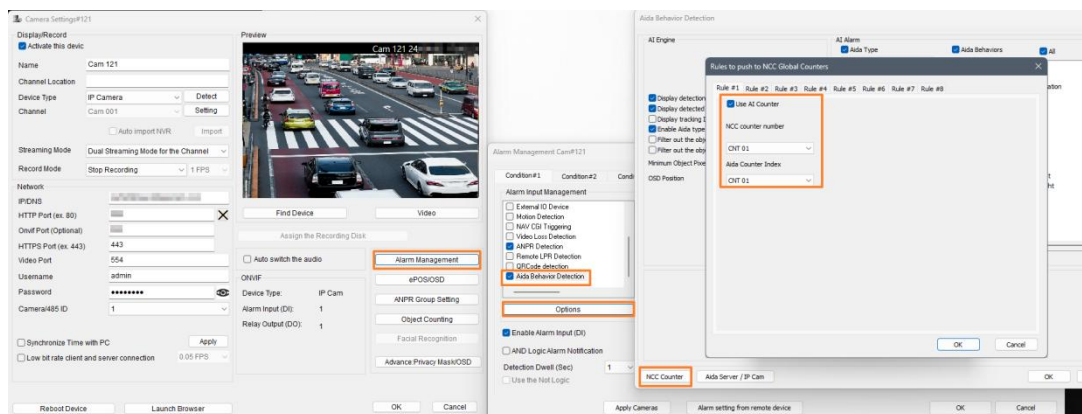 Camera Settings#121
Display/Record
Activate this devic
Name
Cam 121
Channel Location
Device Type
IP Camera
Detect
Channel
Cam 001
Setting
Auto import NVR
Import
Streaming Mode
Dual Streaming Mode for the Channel
Record Mode
Stop Recording
1 FPS
Network
IP/DNS
HTTP Port (ex. 80)
Onvif Port (Optional)
HTTPS Port (ex. 443)
443
Video Port
554
Username
admin
Password
Camera/485 ID
1
Synchronize Time with PC
Apply
Low bit rate client and server connection
0.05 FPS
Reboot Device
Launch Browser
Preview
Cam 121 24
Find Device
Video
Assign the Recording Disk
Auto switch the audio
Alarm Management
ONVIF
ePOS/OSD
Device Type:
IP Cam
ANPR Group Setting
Alarm Input (DI):
1
Object Counting
Relay Output (DO):
1
Facial Recognition
Advance Privacy Mask/OSD
OK
Cancel
Alarm Management Cam#121
Condition#1
Condition#2
Condi
Alarm Input Management
External IO Device
Motion Detection
NAV CGI Triggering
Video Loss Detection
ANPR Detection
Remote LPR Detection
QRCode detection
Aida Behavior Detection
Options
Enable Alarm Input (DI)
AND Logic Alarm Notification
Detection Dwell (Sec)
1
Use the Not Logic
Apply Cameras
Alarm setting from remote device
OK
Cancel
Aida Behavior Detection
AI Engine
AI Alarm
Aida Type
Aida Behaviors
All
Display detection
Display detected
Display tracking I
Enable Aida type
Filter out the obj
Filter out the obj
Minimum Object Pixe
OSD Position
NCC Counter
Aida Server / IP Cam
OK
Rules to push to NCC Global Counters
Rule #1
Rule #2
Rule #3
Rule #4
Rule #5
Rule #6
Rule #7
Rule #8
Use AI Counter
NCC counter number
CNT 01
Aida Counter Index
CNT 01
OK
Cancel